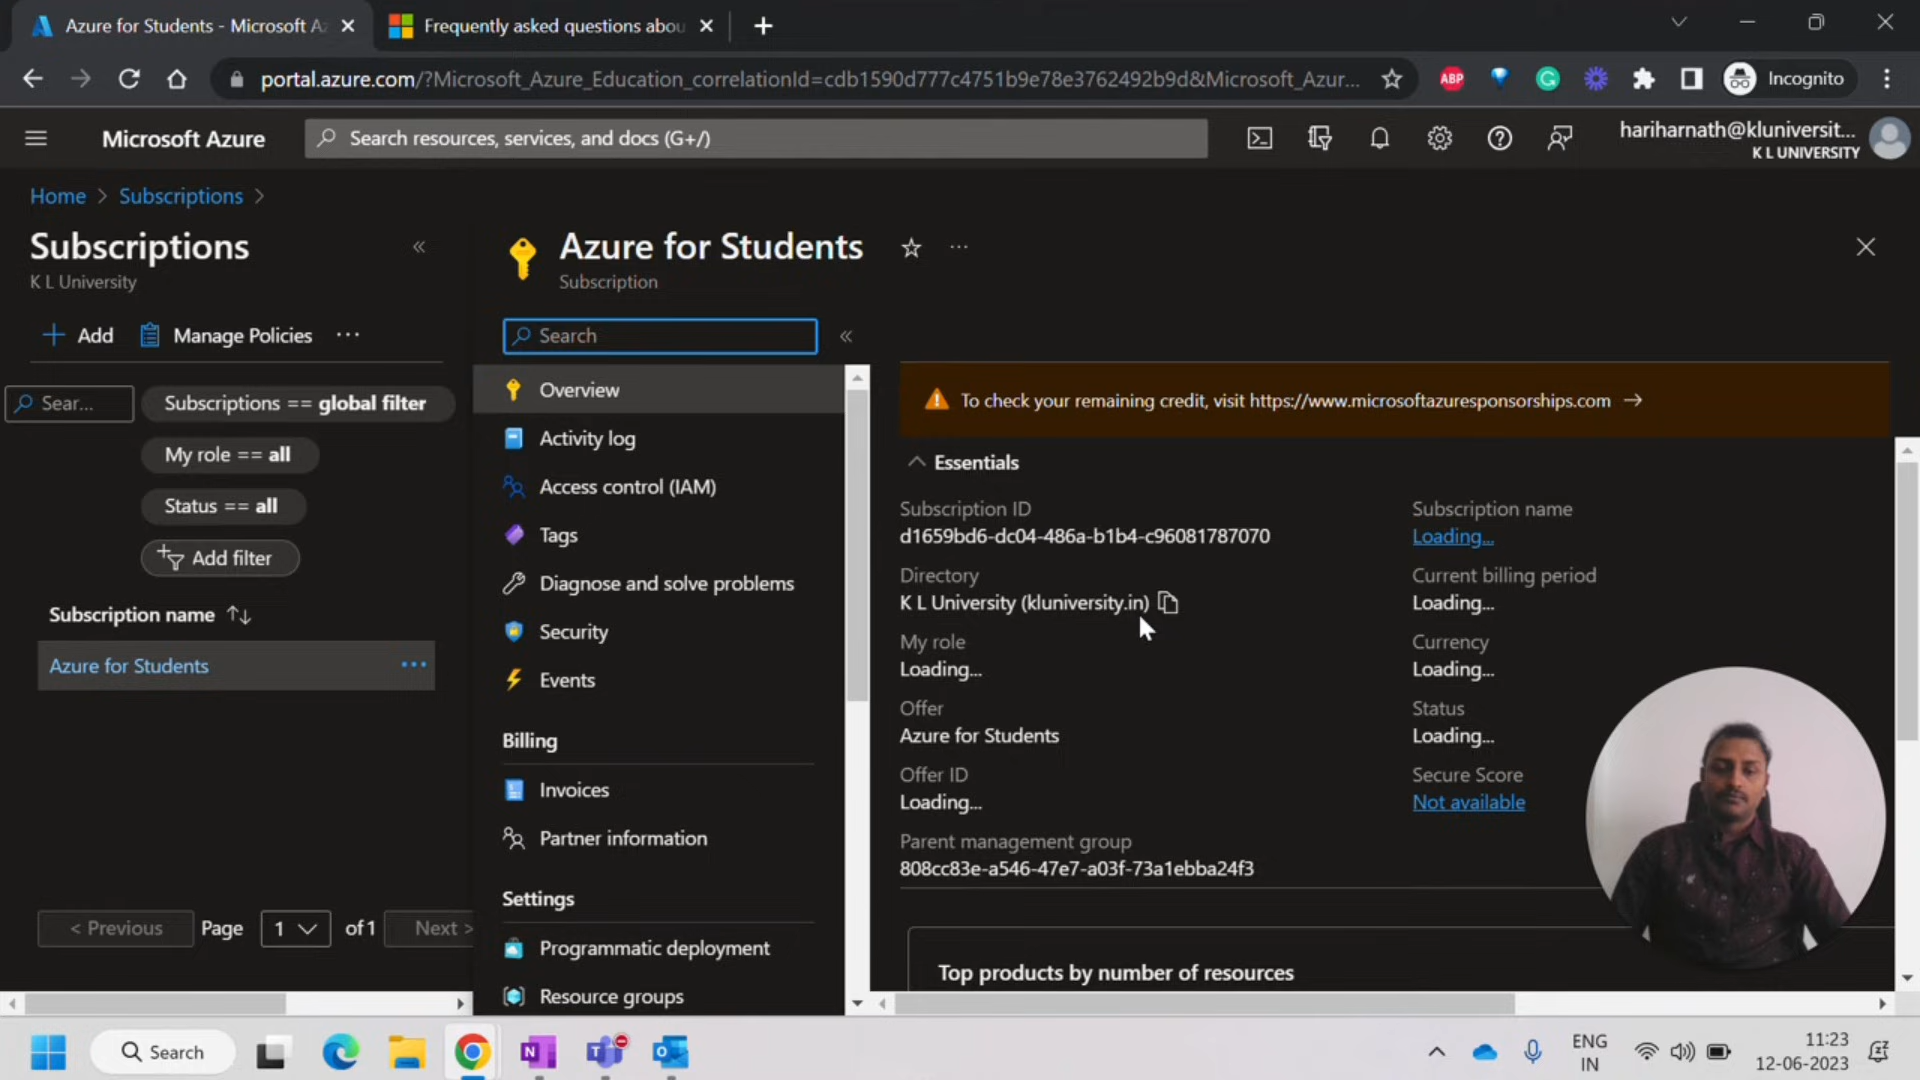 Azure for Students - Microsoft Az
Frequently asked questions abou
portal.azure.com/?Microsoft_Azure_Education_correlationId=cdb1590d777c4751b9e78e3762492b9d&Microsoft_Azur...
ABP
Incognito
Microsoft Azure
Search resources, services, and docs (G+/)
hariharnath@kluniversit...
K L UNIVERSITY
Home > Subscriptions >
Subscriptions
K L University
Azure for Students
Subscription
Add
Manage Policies
Search
Sear...
Subscriptions == global filter
My role == all
Status == all
Add filter
Subscription name
Azure for Students
< Previous
Page
1
of 1
Next >
Overview
Activity log
Access control (IAM)
Tags
Diagnose and solve problems
Security
Events
Billing
Invoices
Partner information
Settings
Programmatic deployment
Resource groups
To check your remaining credit, visit https://www.microsoftazuresponsorships.com →
Essentials
Subscription ID
d1659bd6-dc04-486a-b1b4-c96081787070
Directory
K L University (kluniversity.in)
My role
Loading...
Offer
Azure for Students
Offer ID
Loading...
Parent management group
808cc83e-a546-47e7-a03f-73a1ebba24f3
Subscription name
Loading...
Current billing period
Loading...
Currency
Loading...
Status
Loading...
Secure Score
Not available
Top products by number of resources
Search
ENG
IN
11:23
12-06-2023